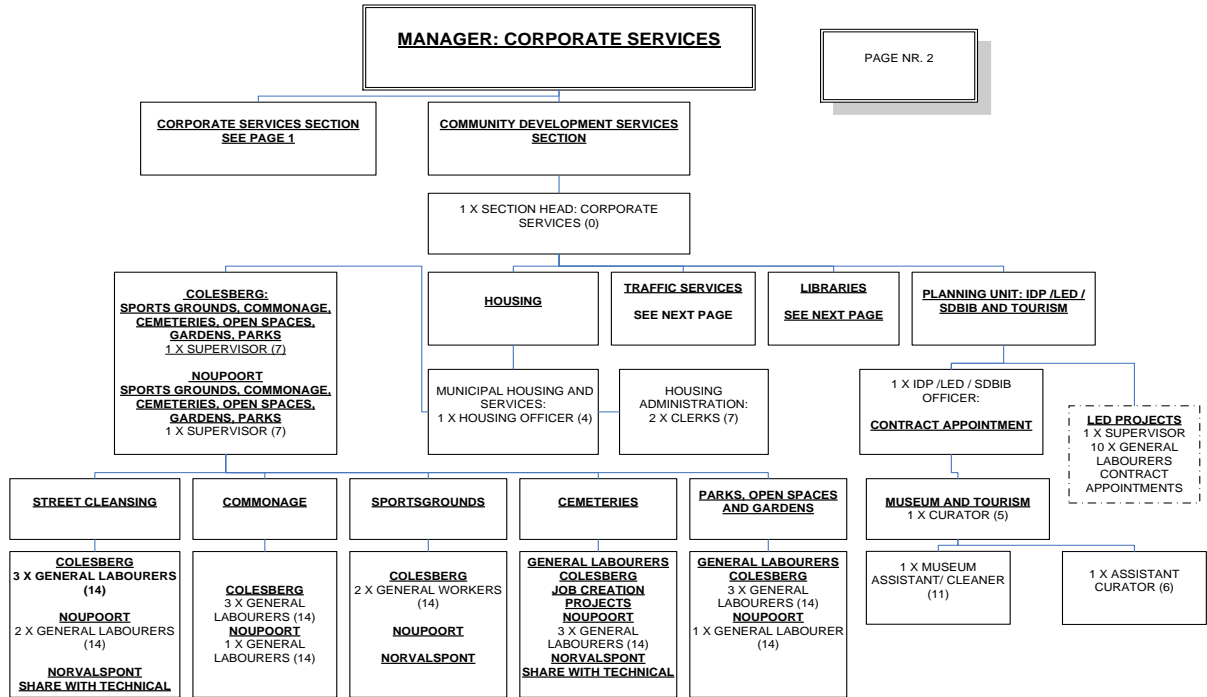 MANAGER: CORPORATE SERVICES
PAGE NR. 2
CORPORATE SERVICES SECTION
SEE PAGE 1
COMMUNITY DEVELOPMENT SERVICES
SECTION
1 X SECTION HEAD: CORPORATE
SERVICES (0)
COLESBERG:
SPORTS GROUNDS, COMMONAGE,
CEMETERIES, OPEN SPACES,
GARDENS, PARKS
1 X SUPERVISOR (7)
NOUPOORT
SPORTS GROUNDS, COMMONAGE,
CEMETERIES, OPEN SPACES,
GARDENS, PARKS
1 X SUPERVISOR (7)
HOUSING
TRAFFIC SERVICES
SEE NEXT PAGE
LIBRARIES
SEE NEXT PAGE
PLANNING UNIT: IDP /LED /
SDBIB AND TOURISM
MUNICIPAL HOUSING AND
SERVICES:
1 X HOUSING OFFICER (4)
HOUSING
ADMINISTRATION:
2 X CLERKS (7)
1 X IDP /LED / SDBIB
OFFICER:
CONTRACT APPOINTMENT
LED PROJECTS
1 X SUPERVISOR
10 X GENERAL
LABOURERS
CONTRACT
APPOINTMENTS
STREET CLEANSING
COMMONAGE
SPORTSGROUNDS
CEMETERIES
PARKS, OPEN SPACES
AND GARDENS
MUSEUM AND TOURISM
1 X CURATOR (5)
COLESBERG
3 X GENERAL LABOURERS
(14)
NOUPOORT
2 X GENERAL LABOURERS
(14)
NORVALSPONT
SHARE WITH TECHNICAL
COLESBERG
3 X GENERAL
LABOURERS (14)
NOUPOORT
1 X GENERAL
LABOURERS (14)
COLESBERG
2 X GENERAL WORKERS
(14)
NOUPOORT
NORVALSPONT
GENERAL LABOURERS
COLESBERG
JOB CREATION
PROJECTS
NOUPOORT
3 X GENERAL
LABOURERS (14)
NORVALSPONT
SHARE WITH TECHNICAL
GENERAL LABOURERS
COLESBERG
3 X GENERAL
LABOURERS (14)
NOUPOORT
1 X GENERAL LABOURER
(14)
1 X MUSEUM
ASSISTANT/ CLEANER
(11)
1 X ASSISTANT
CURATOR (6)